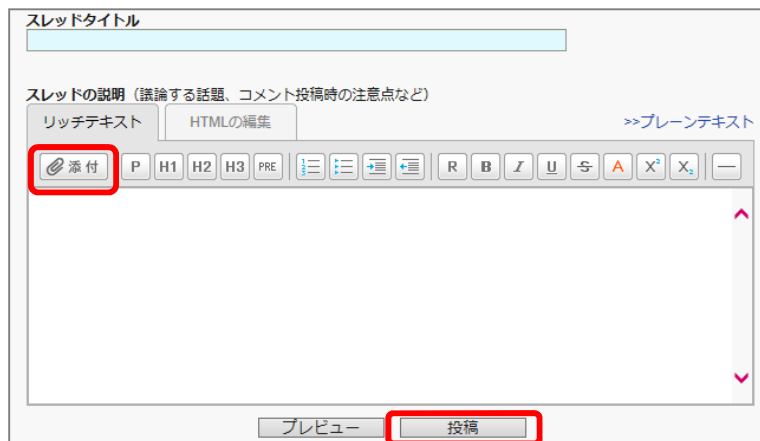 スレッドタイトル
スレッドの説明（議論する話題、コメント投稿時の注意点など）
リッチテキスト HTMLの編集 >>プレーンテキスト
添付 P H1 H2 H3 PRE R B I U S A X² X₂
プレビュー 投稿